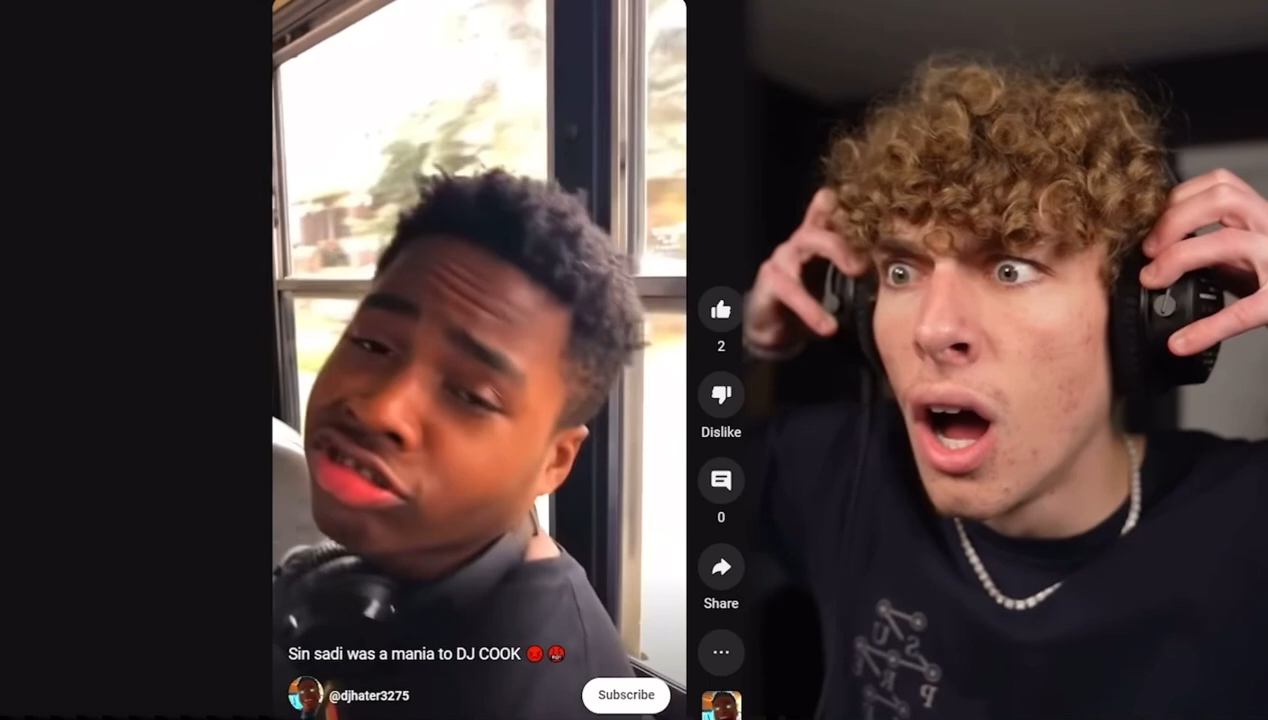 Sin sadi was a mania to DJ COOK 😡 🤬
@djhater3275
Subscribe
2
Dislike
0
Share